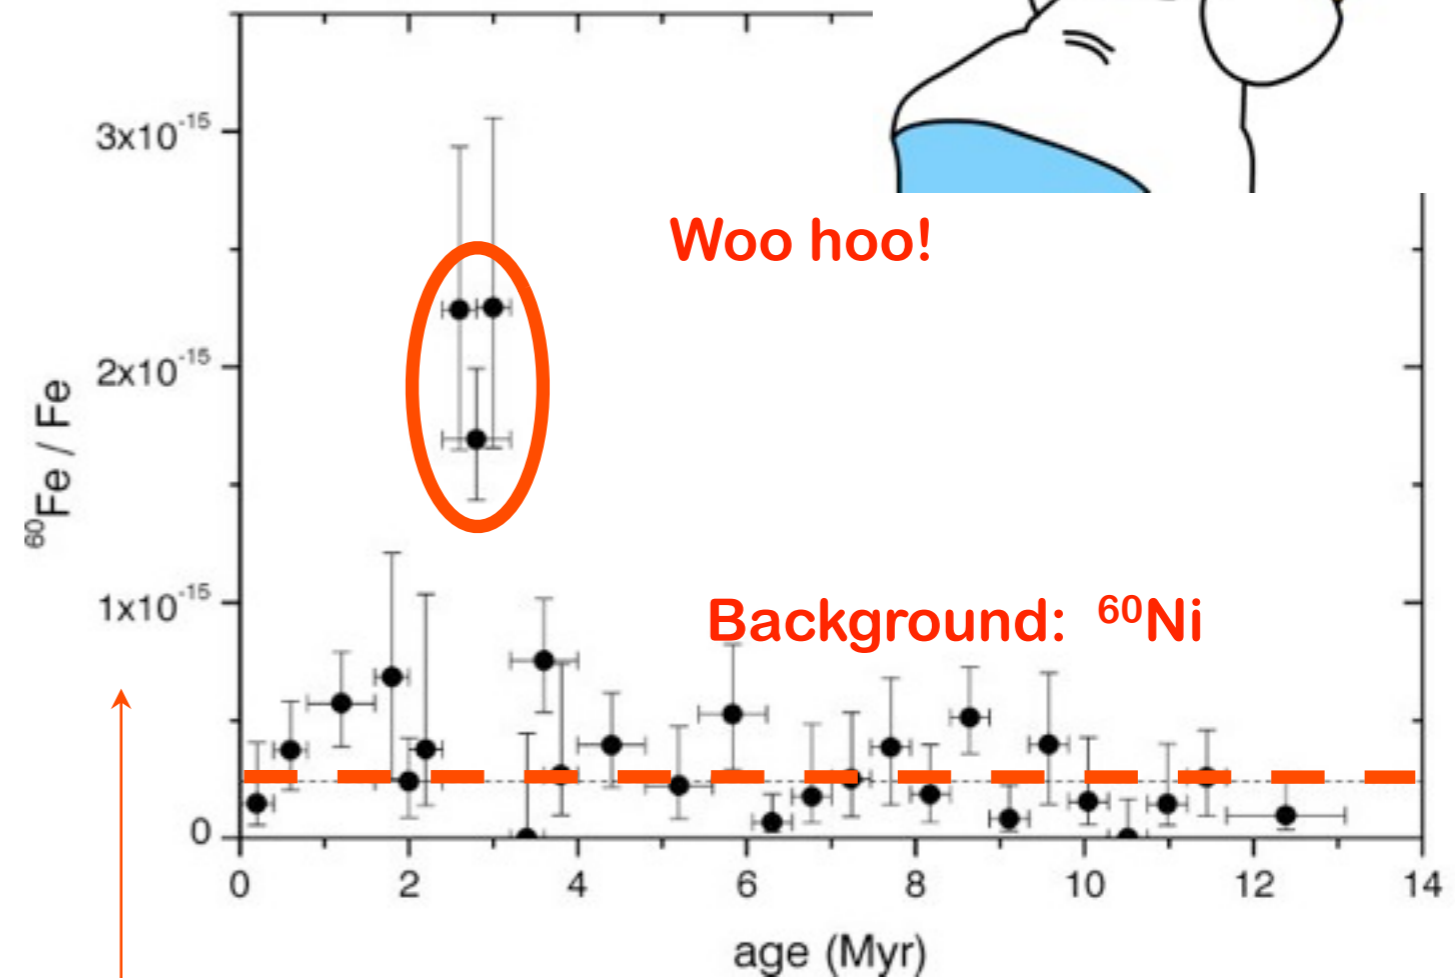 3x10⁻¹⁵
Woo hoo!
2x10⁻¹⁵
⁶⁰Fe / Fe
1x10⁻¹⁵
Background: ⁶⁰Ni
0
0 2 4 6 8 10 12 14
age (Myr)